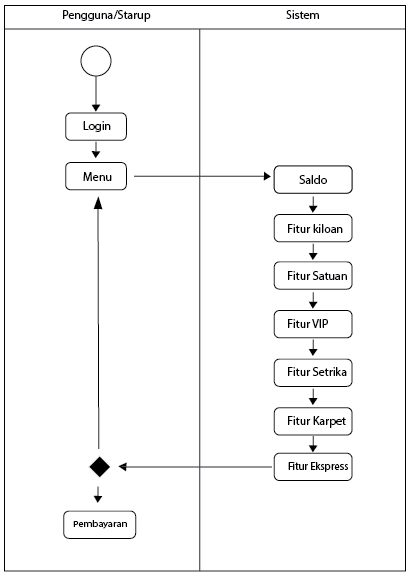 Pengguna/Starup
Sistem
Login
Menu
Saldo
Fitur kiloan
Fitur Satuan
Fitur VIP
Fitur Setrika
Fitur Karpet
Fitur Ekspress
Pembayaran